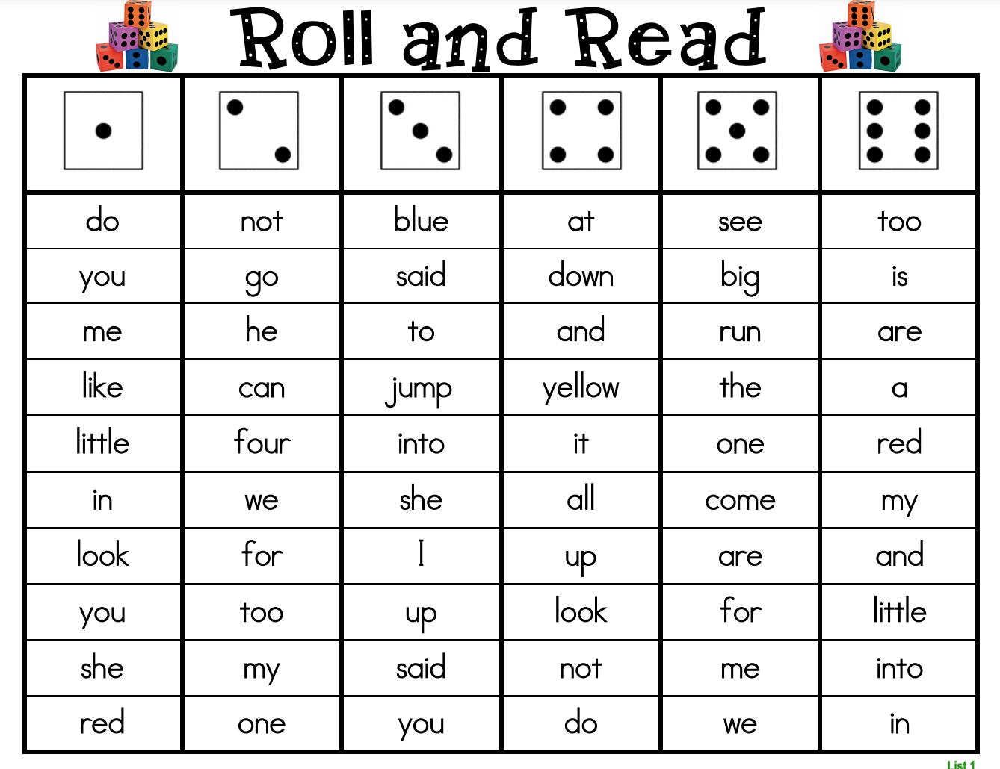 Roll and Read
do not blue at see too
you go said down big is
me he to and run are
like can jump yellow the a
little four into it one red
in we she all come my
look for I up are and
you too up look for little
she my said not me into
red one you do we in
List 1